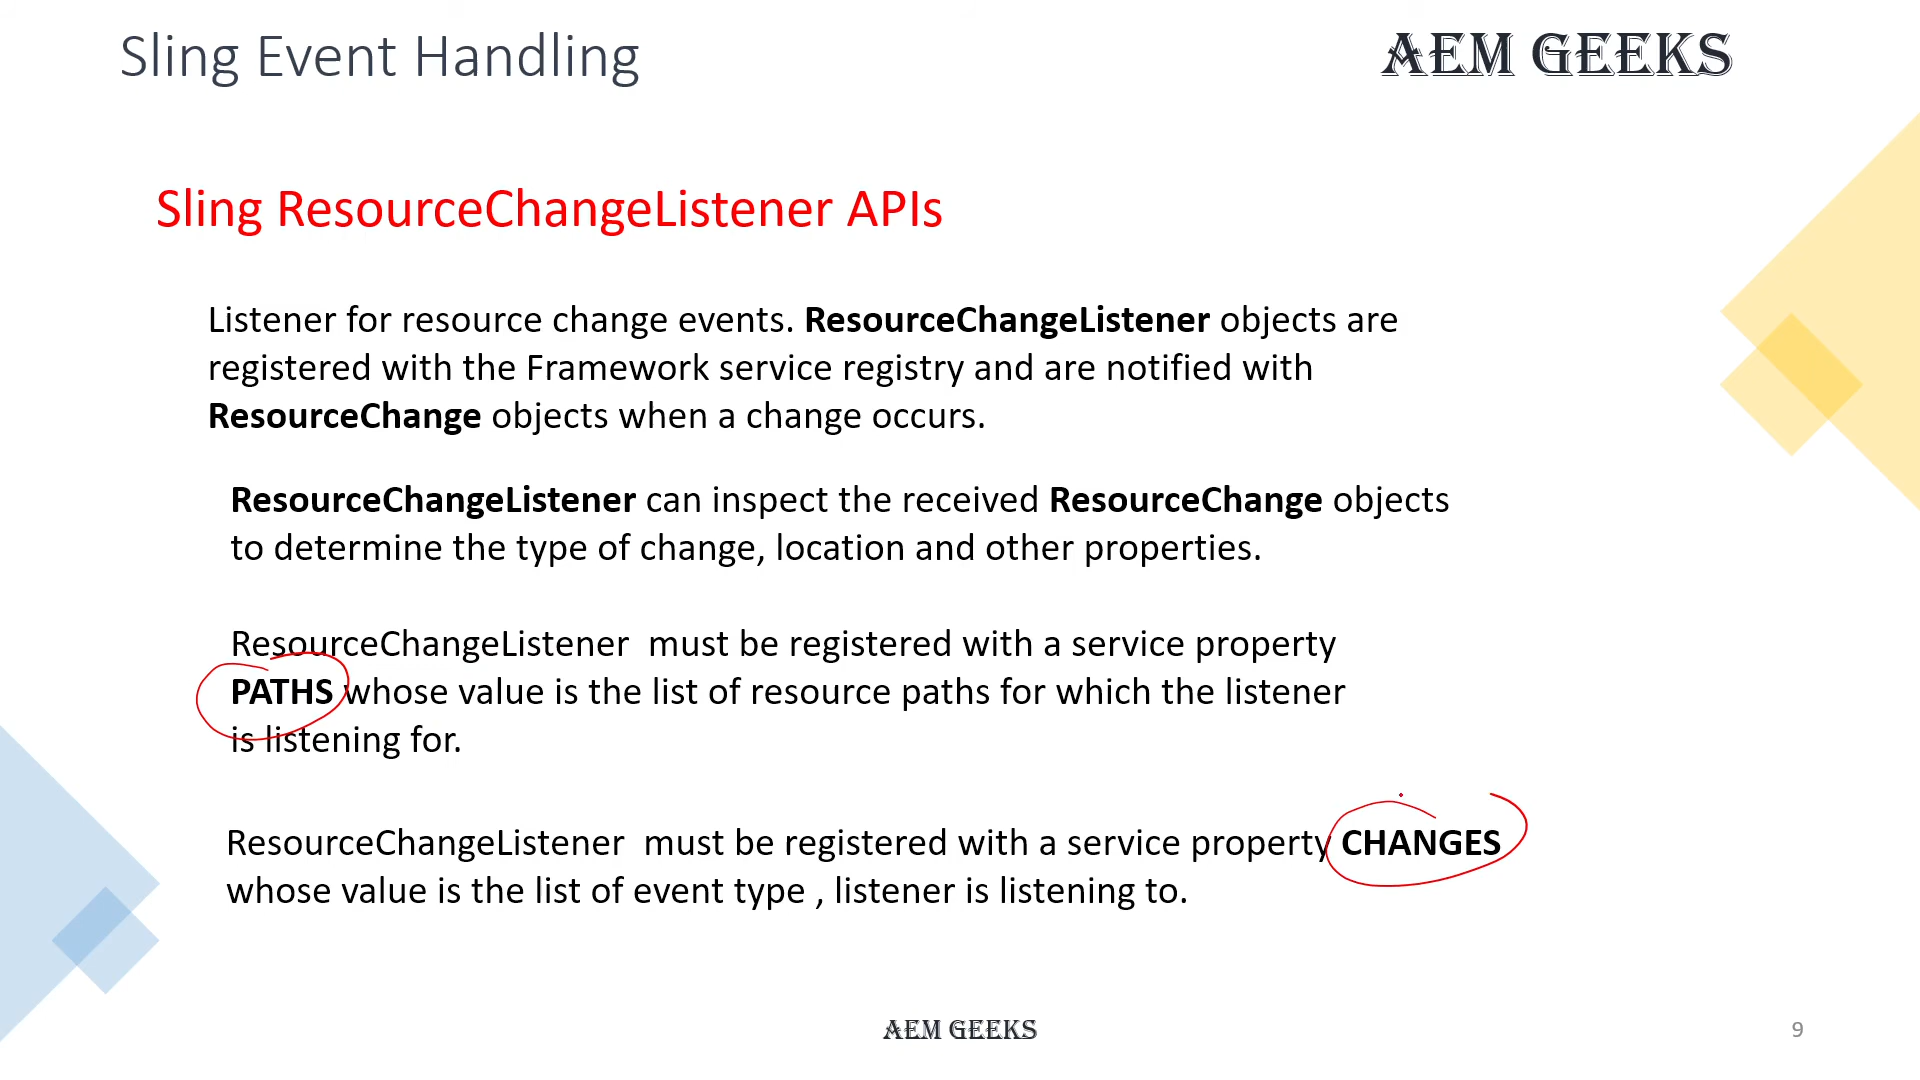 Sling Event Handling
AEM GEEKS
Sling ResourceChangeListener APIs
Listener for resource change events. ResourceChangeListener objects are
registered with the Framework service registry and are notified with
ResourceChange objects when a change occurs.
ResourceChangeListener can inspect the received ResourceChange objects
to determine the type of change, location and other properties.
ResourceChangeListener  must be registered with a service property
PATHS whose value is the list of resource paths for which the listener
is listening for.
ResourceChangeListener  must be registered with a service property CHANGES
whose value is the list of event type , listener is listening to.
AEM GEEKS
9